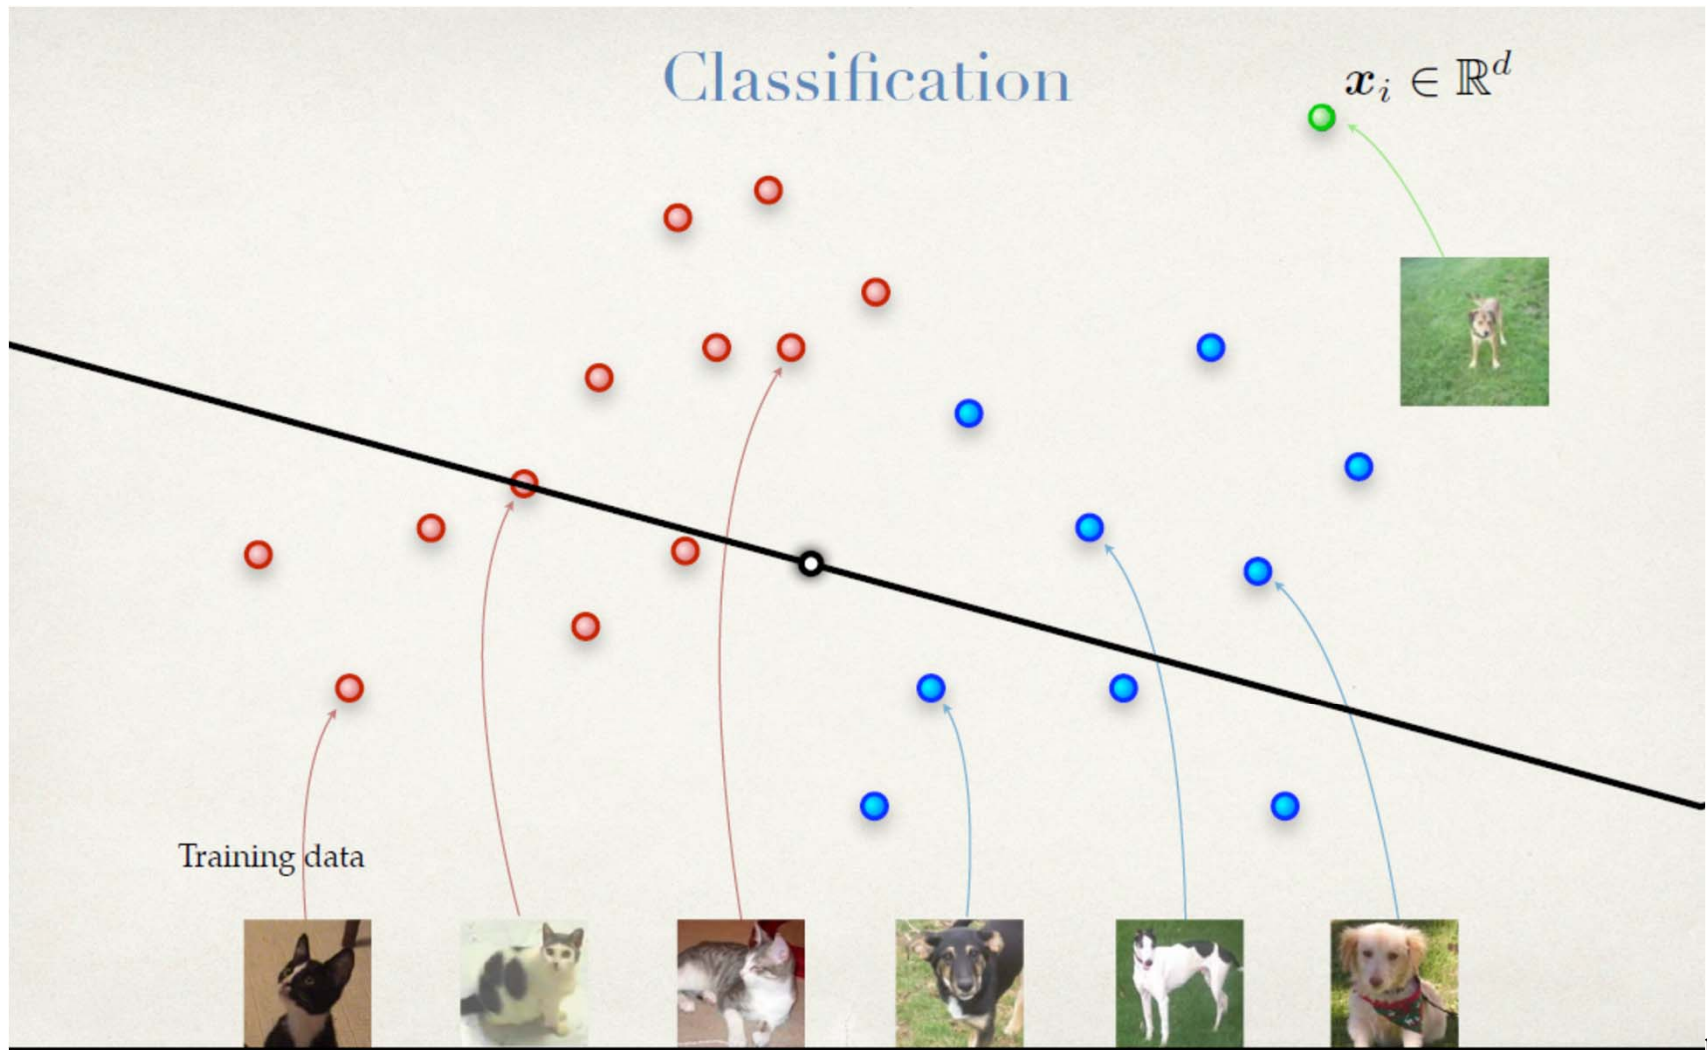 Classification
𝒙ᵢ ∈ ℝᵈ
Training data